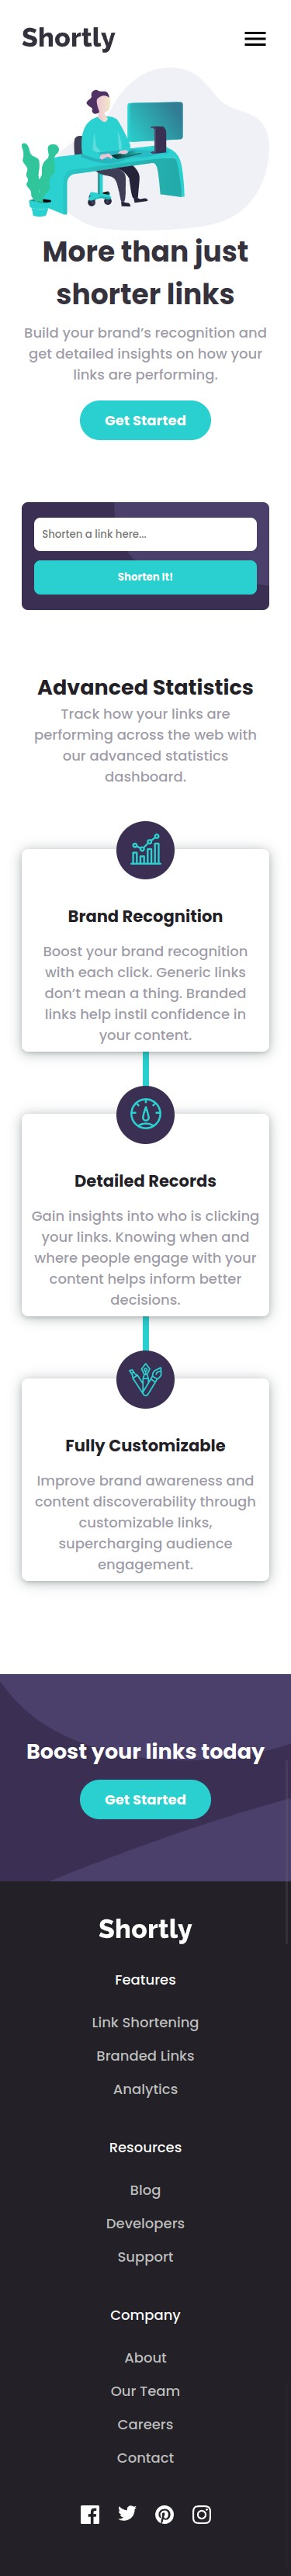 Shortly
More than just
shorter links
Build your brand’s recognition and
get detailed insights on how your
links are performing.
Get Started
Shorten a link here...
Shorten It!
Advanced Statistics
Track how your links are
performing across the web with
our advanced statistics
dashboard.
Brand Recognition
Boost your brand recognition
with each click. Generic links
don’t mean a thing. Branded
links help instil confidence in
your content.
Detailed Records
Gain insights into who is clicking
your links. Knowing when and
where people engage with your
content helps inform better
decisions.
Fully Customizable
Improve brand awareness and
content discoverability through
customizable links,
supercharging audience
engagement.
Boost your links today
Get Started
Shortly
Features
Link Shortening
Branded Links
Analytics
Resources
Blog
Developers
Support
Company
About
Our Team
Careers
Contact